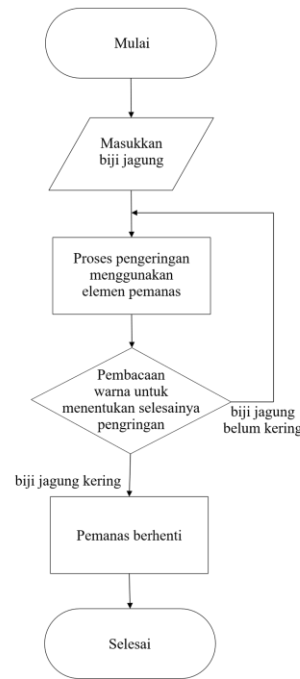 Mulai
Masukkan
biji jagung
Proses pengeringan
menggunakan
elemen pemanas
Pembacaan
warna untuk
menentukan selesainya
pengringan
biji jagung
belum kering
biji jagung kering
Pemanas berhenti
Selesai